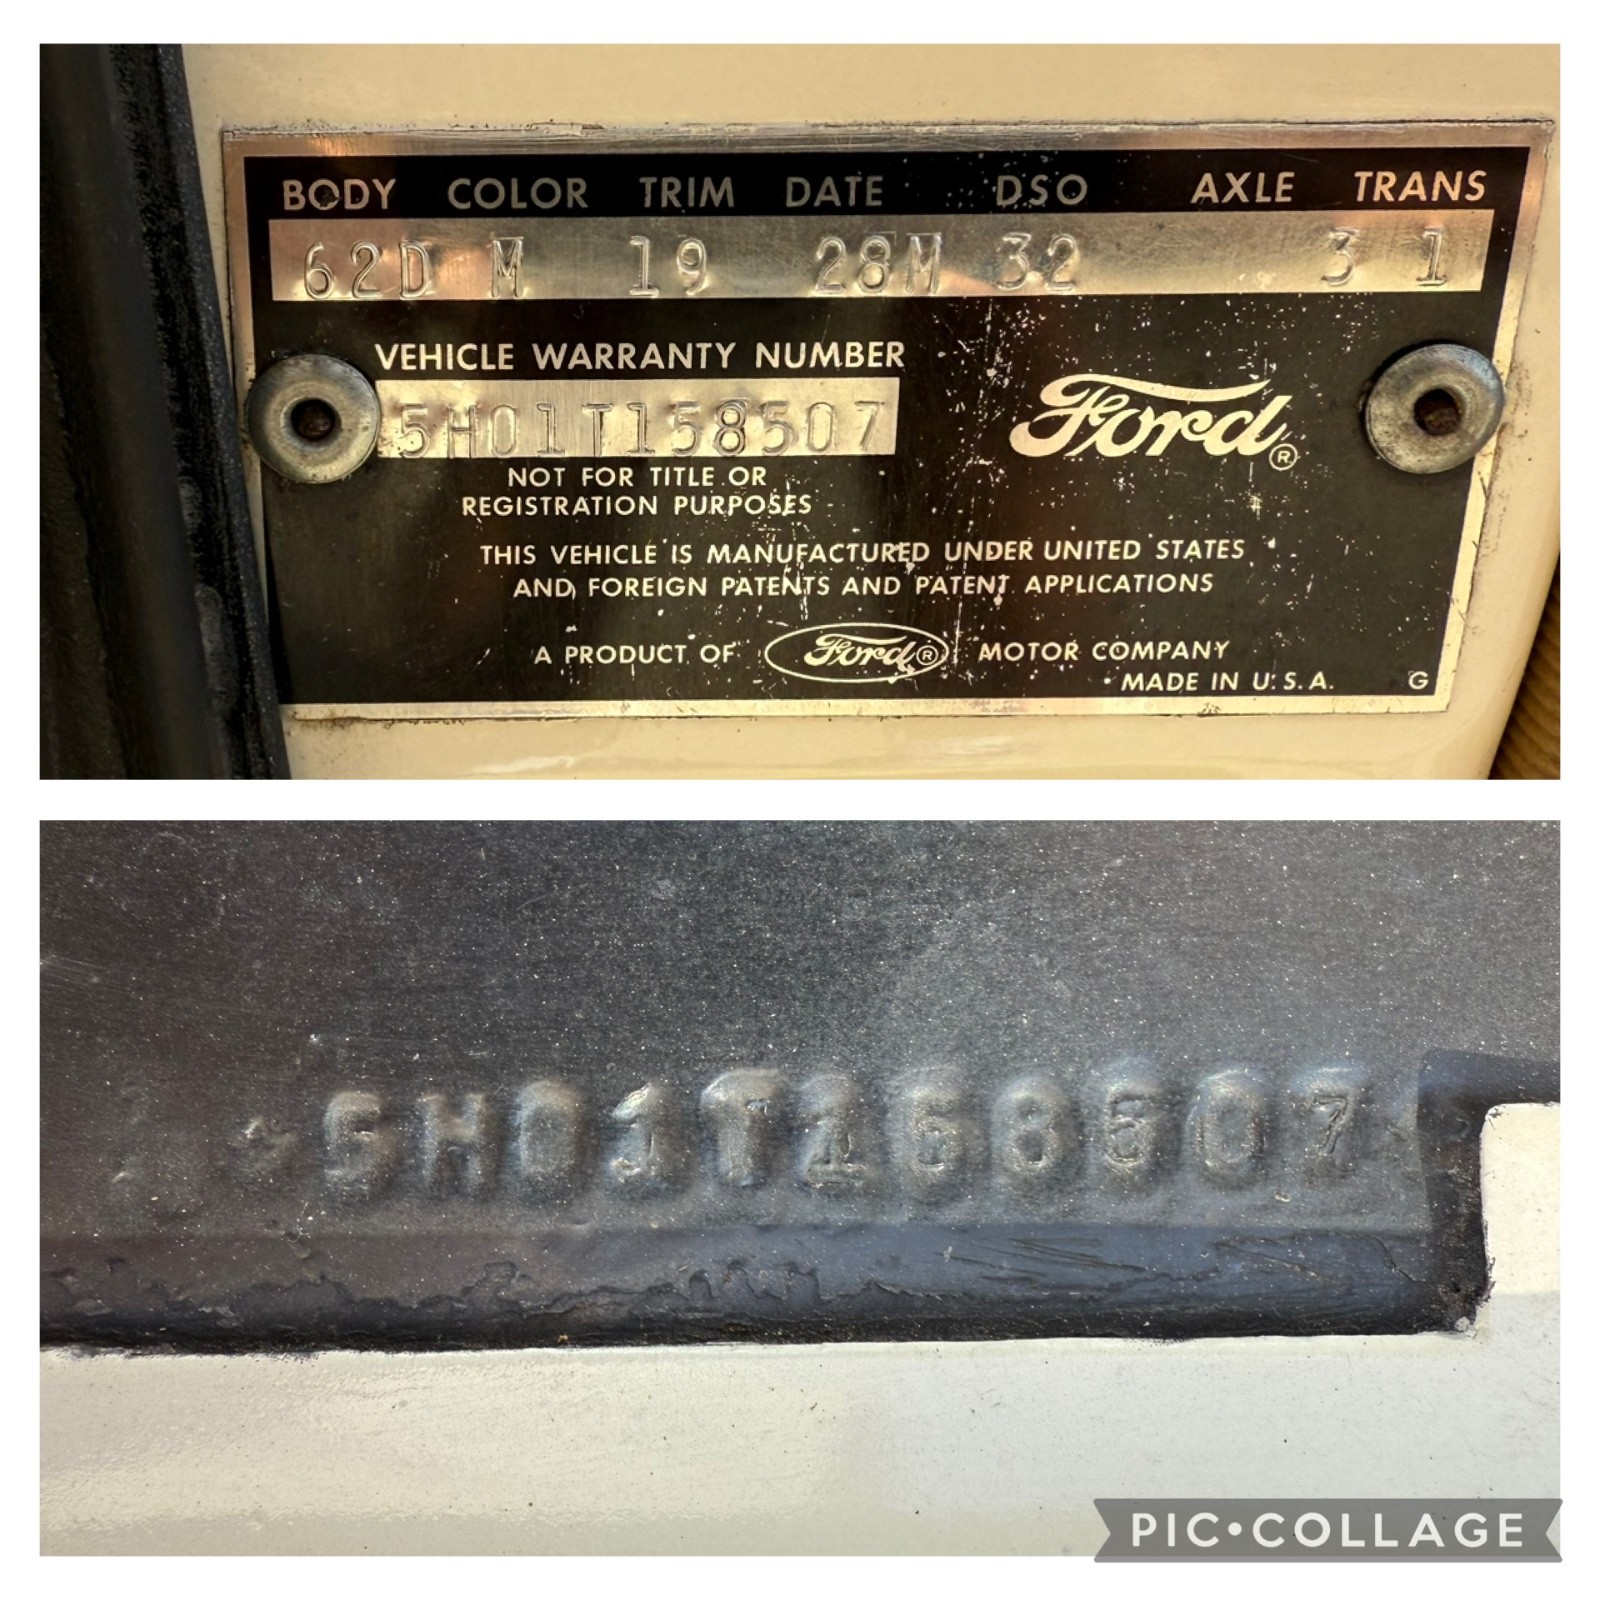 BODY COLOR TRIM DATE DSO AXLE TRANS
62D M 19 28M 32 3 1
VEHICLE WARRANTY NUMBER
5H01T158507
NOT FOR TITLE OR
REGISTRATION PURPOSES
Ford®
THIS VEHICLE IS MANUFACTURED UNDER UNITED STATES
AND FOREIGN PATENTS AND PATENT APPLICATIONS
A PRODUCT OF Ford® MOTOR COMPANY
MADE IN U.S.A. G
5H01T158507
PIC•COLLAGE